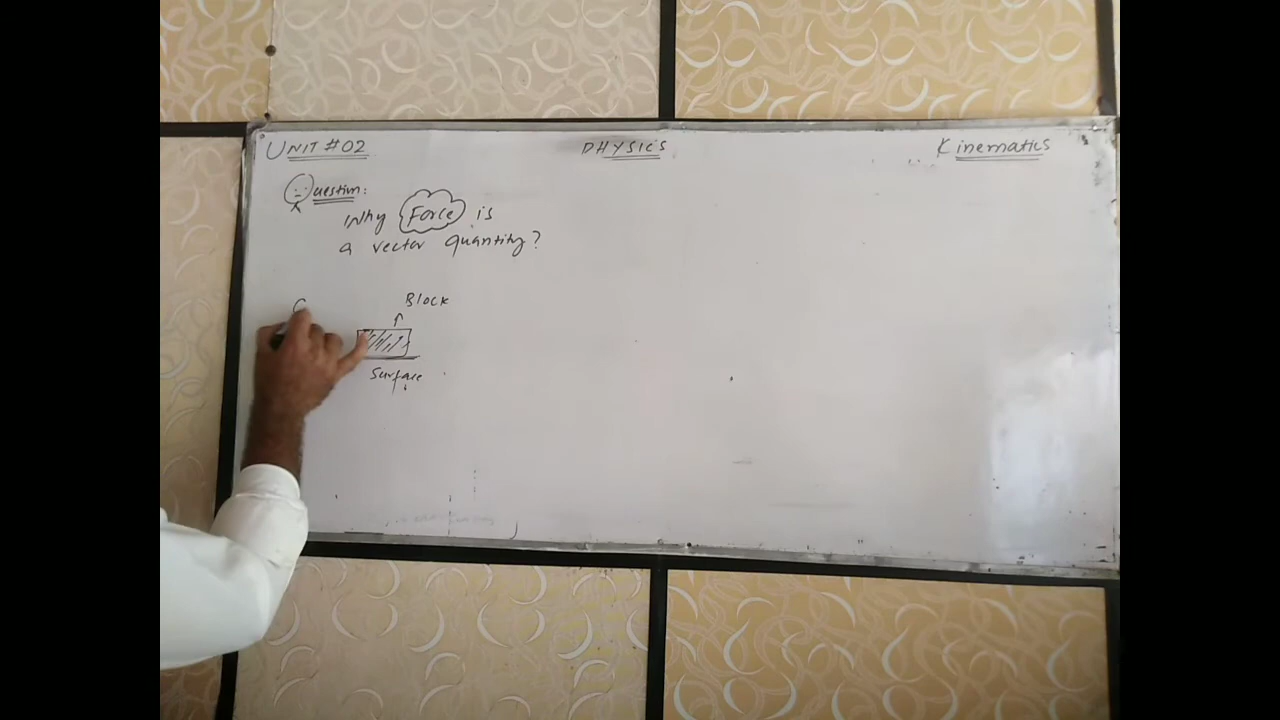 UNIT #02
PHYSICS
Kinematics
Question:
Why Force is
a vector quantity?
Block
Surface